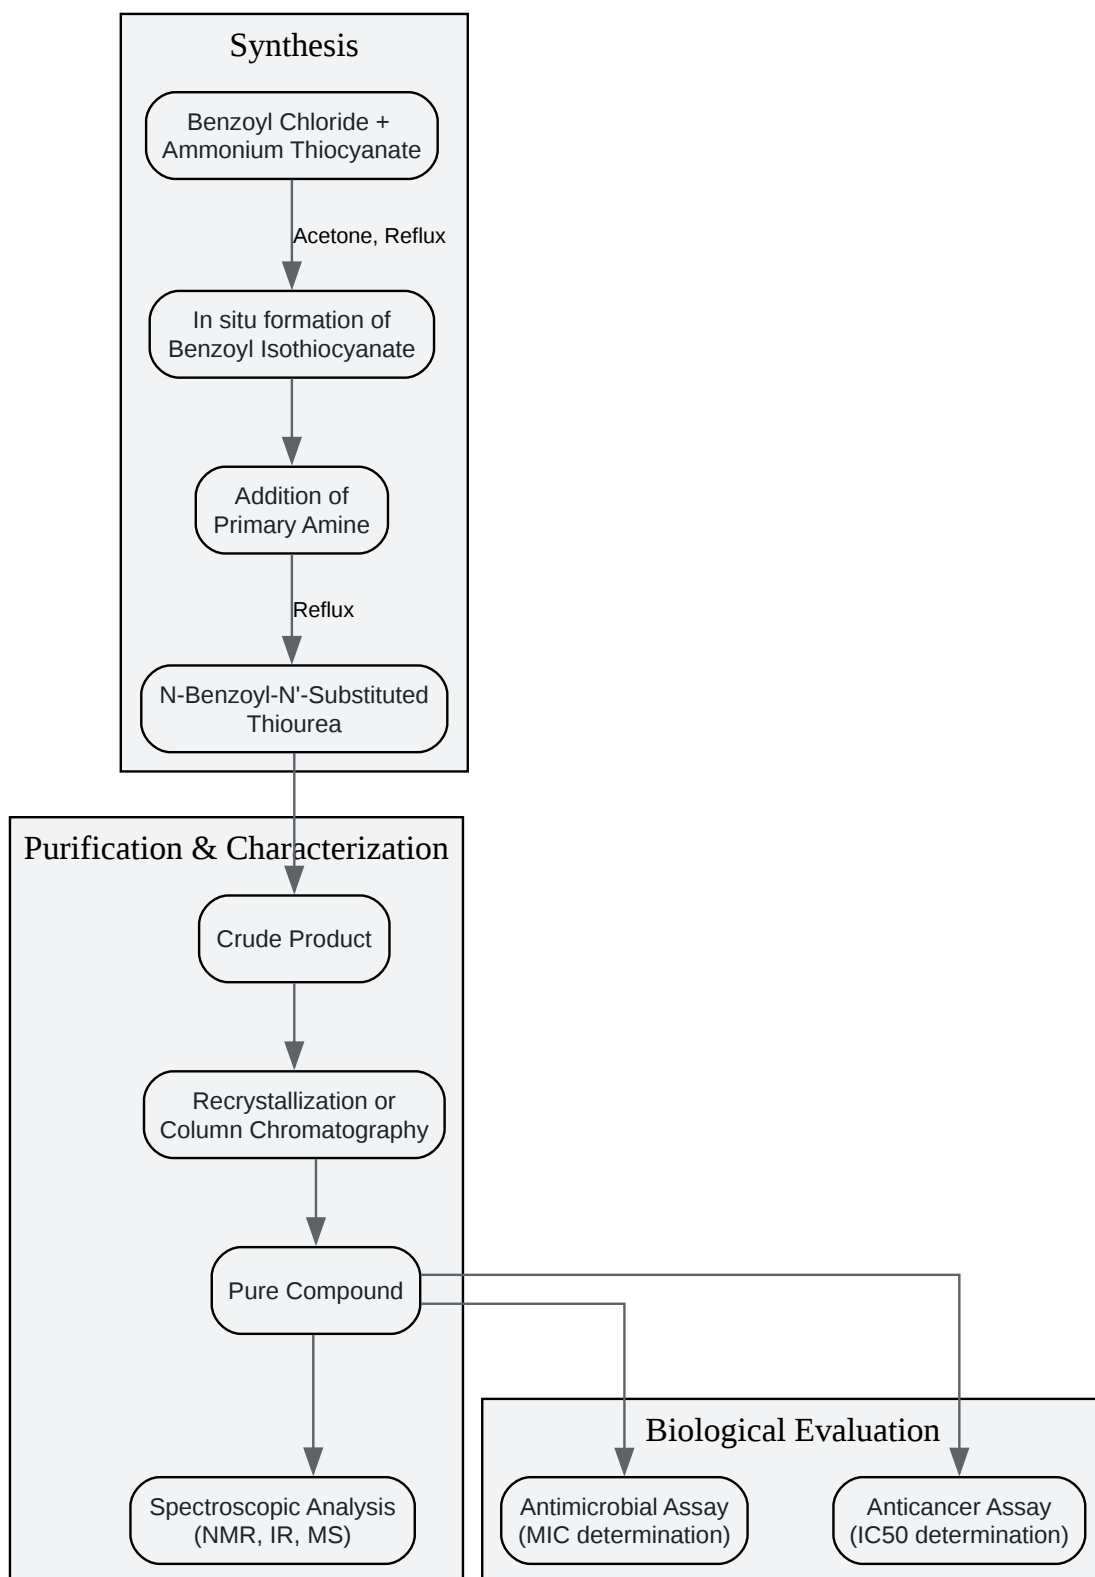 Synthesis
Benzoyl Chloride +
Ammonium Thiocyanate
Acetone, Reflux
In situ formation of
Benzoyl Isothiocyanate
Addition of
Primary Amine
Reflux
N-Benzoyl-N'-Substituted
Thiourea
Purification & Characterization
Crude Product
Recrystallization or
Column Chromatography
Pure Compound
Spectroscopic Analysis
(NMR, IR, MS)
Biological Evaluation
Antimicrobial Assay
(MIC determination)
Anticancer Assay
(IC50 determination)